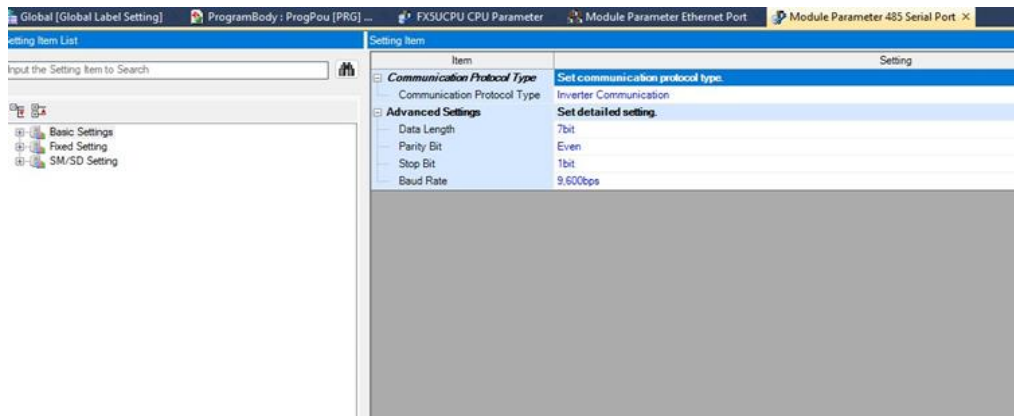 Global [Global Label Setting]
ProgramBody : ProgPou [PRG] ...
FX5UCPU CPU Parameter
Module Parameter Ethernet Port
Module Parameter 485 Serial Port ×
etting Item List
Input the Setting Item to Search
Basic Settings
Fixed Setting
SM/SD Setting
Setting Item
Item Setting
Communication Protocol Type Set communication protocol type.
Communication Protocol Type Inverter Communication
Advanced Settings Set detailed setting.
Data Length 7bit
Parity Bit Even
Stop Bit 1bit
Baud Rate 9,600bps